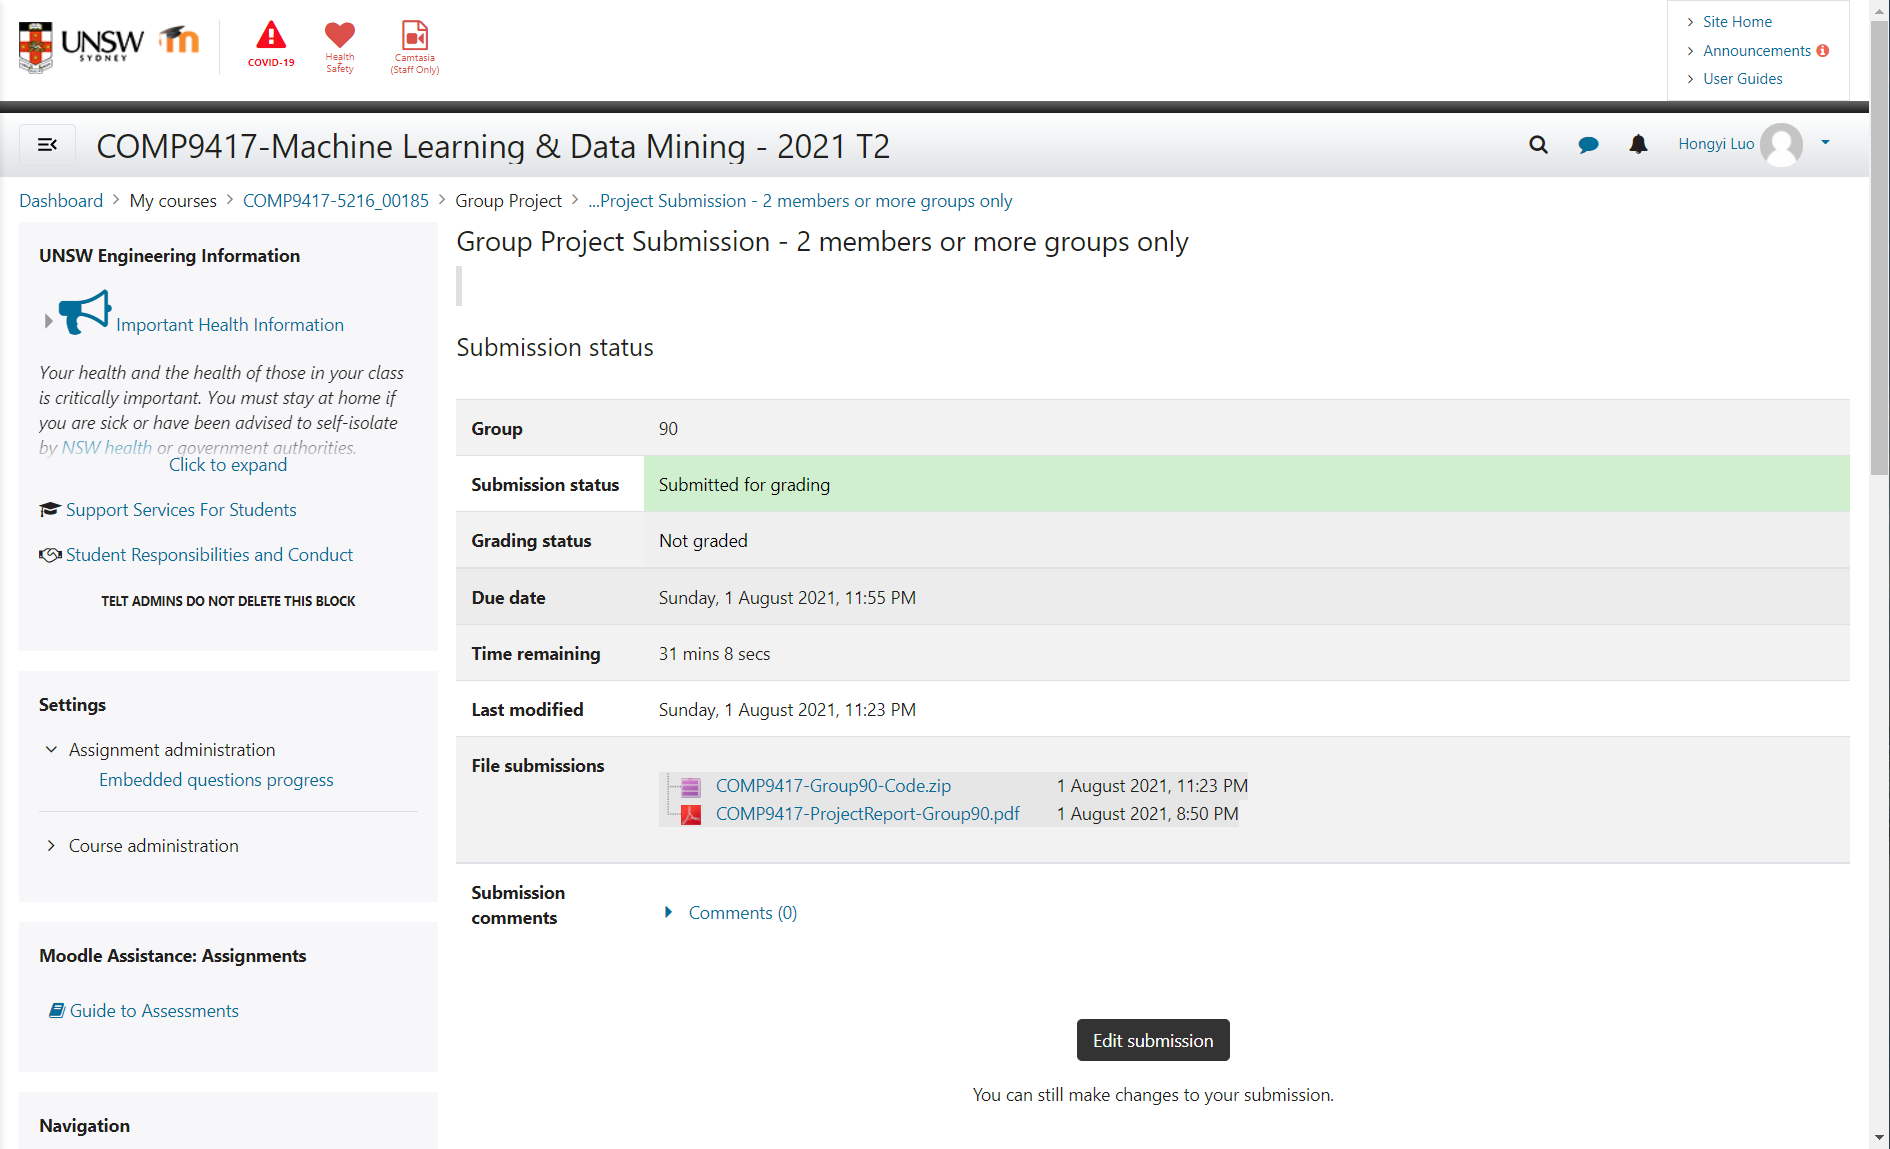 UNSW
SYDNEY
COVID-19
Health
+
Safety
Camtasia
(Staff Only)
Site Home
Announcements
User Guides
COMP9417-Machine Learning & Data Mining - 2021 T2
Hongyi Luo
Dashboard > My courses > COMP9417-5216_00185 > Group Project > ...Project Submission - 2 members or more groups only
UNSW Engineering Information
Important Health Information
Your health and the health of those in your class
is critically important. You must stay at home if
you are sick or have been advised to self-isolate
by NSW health or government authorities.
Click to expand
Support Services For Students
Student Responsibilities and Conduct
TELT ADMINS DO NOT DELETE THIS BLOCK
Settings
Assignment administration
Embedded questions progress
Course administration
Moodle Assistance: Assignments
Guide to Assessments
Navigation
Group Project Submission - 2 members or more groups only
Submission status
Group 90
Submission status Submitted for grading
Grading status Not graded
Due date Sunday, 1 August 2021, 11:55 PM
Time remaining 31 mins 8 secs
Last modified Sunday, 1 August 2021, 11:23 PM
File submissions
COMP9417-Group90-Code.zip 1 August 2021, 11:23 PM
COMP9417-ProjectReport-Group90.pdf 1 August 2021, 8:50 PM
Submission
comments
Comments (0)
Edit submission
You can still make changes to your submission.